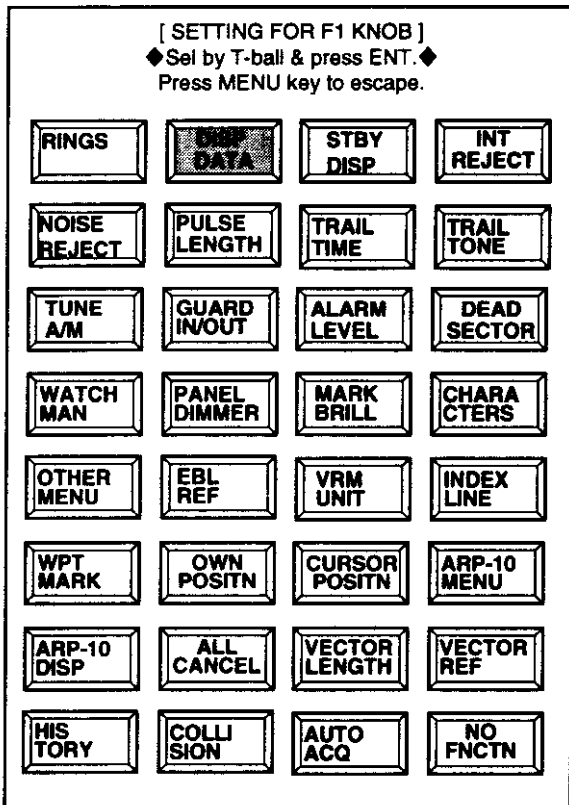 [ SETTING FOR F1 KNOB ]
◆Sel by T-ball & press ENT.◆
Press MENU key to escape.
RINGS
DISP
DATA
STBY
DISP
INT
REJECT
NOISE
REJECT
PULSE
LENGTH
TRAIL
TIME
TRAIL
TONE
TUNE
A/M
GUARD
IN/OUT
ALARM
LEVEL
DEAD
SECTOR
WATCH
MAN
PANEL
DIMMER
MARK
BRILL
CHARA
CTERS
OTHER
MENU
EBL
REF
VRM
UNIT
INDEX
LINE
WPT
MARK
OWN
POSITN
CURSOR
POSITN
ARP-10
MENU
ARP-10
DISP
ALL
CANCEL
VECTOR
LENGTH
VECTOR
REF
HIS
TORY
COLLI
SION
AUTO
ACQ
NO
FNCTN